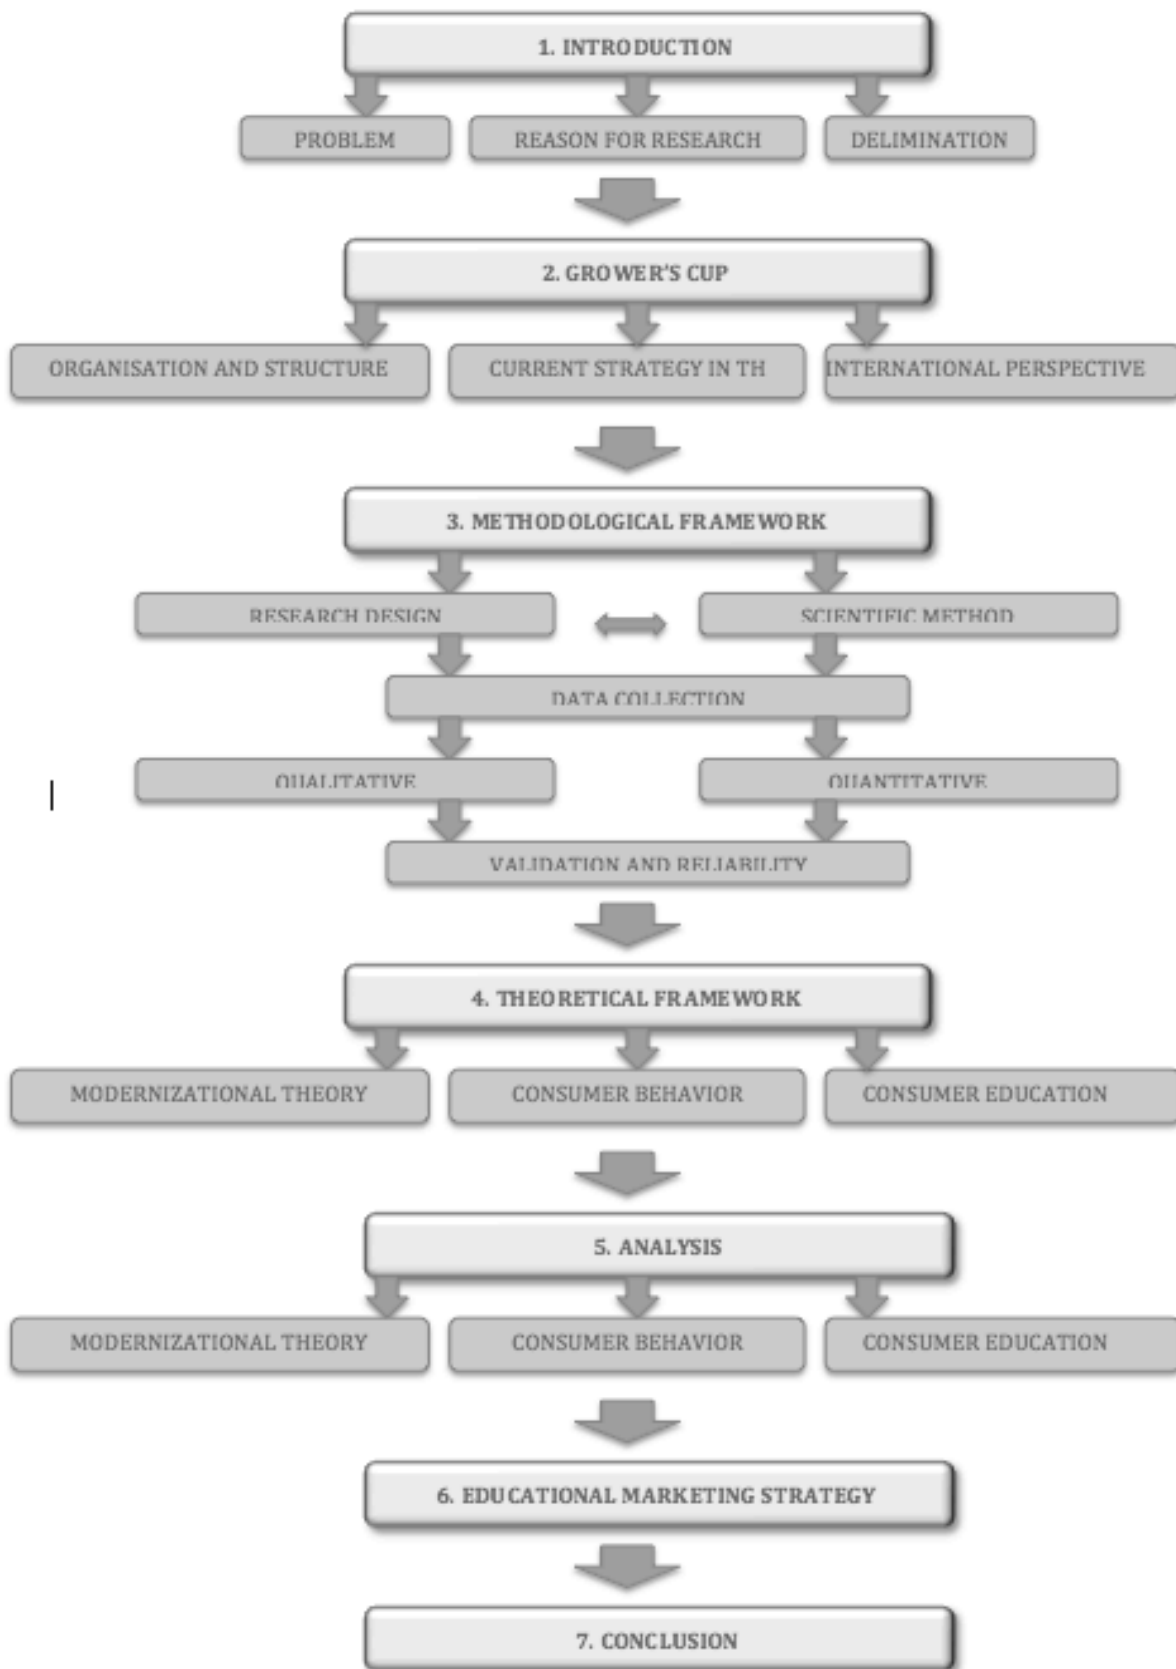 1. INTRODUCTION
PROBLEM
REASON FOR RESEARCH
DELIMINATION
2. GROWER'S CUP
ORGANISATION AND STRUCTURE
CURRENT STRATEGY IN TH
INTERNATIONAL PERSPECTIVE
3. METHODOLOGICAL FRAMEWORK
RESEARCH DESIGN
SCIENTIFIC METHOD
DATA COLLECTION
QUALITATIVE
QUANTITATIVE
VALIDATION AND RELIABILITY
4. THEORETICAL FRAMEWORK
MODERNIZATIONAL THEORY
CONSUMER BEHAVIOR
CONSUMER EDUCATION
5. ANALYSIS
MODERNIZATIONAL THEORY
CONSUMER BEHAVIOR
CONSUMER EDUCATION
6. EDUCATIONAL MARKETING STRATEGY
7. CONCLUSION